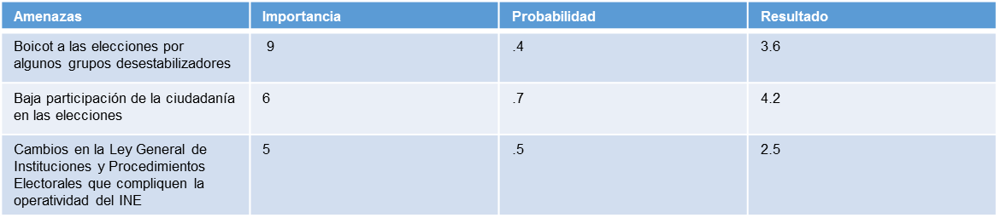 Amenazas Importancia Probabilidad Resultado
Boicot a las elecciones por 9 .4 3.6
algunos grupos desestabilizadores
Baja participación de la ciudadanía 6 .7 4.2
en las elecciones
Cambios en la Ley General de 5 .5 2.5
Instituciones y Procedimientos
Electorales que compliquen la
operatividad del INE